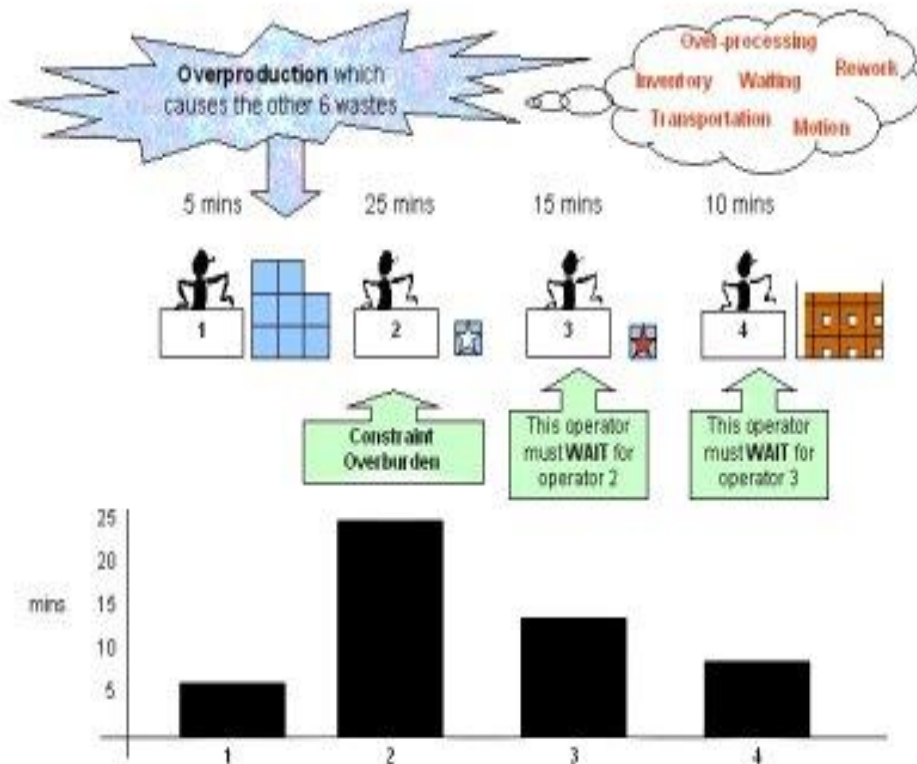 Overproduction which
causes the other 6 wastes
Over-processing
Inventory Waiting Rework
Transportation Motion
5 mins 25 mins 15 mins 10 mins
1 2 3 4
Constraint
Overburden
This operator
must WAIT for
operator 2
This operator
must WAIT for
operator 3
25
20
15
10
5
mins
1 2 3 4